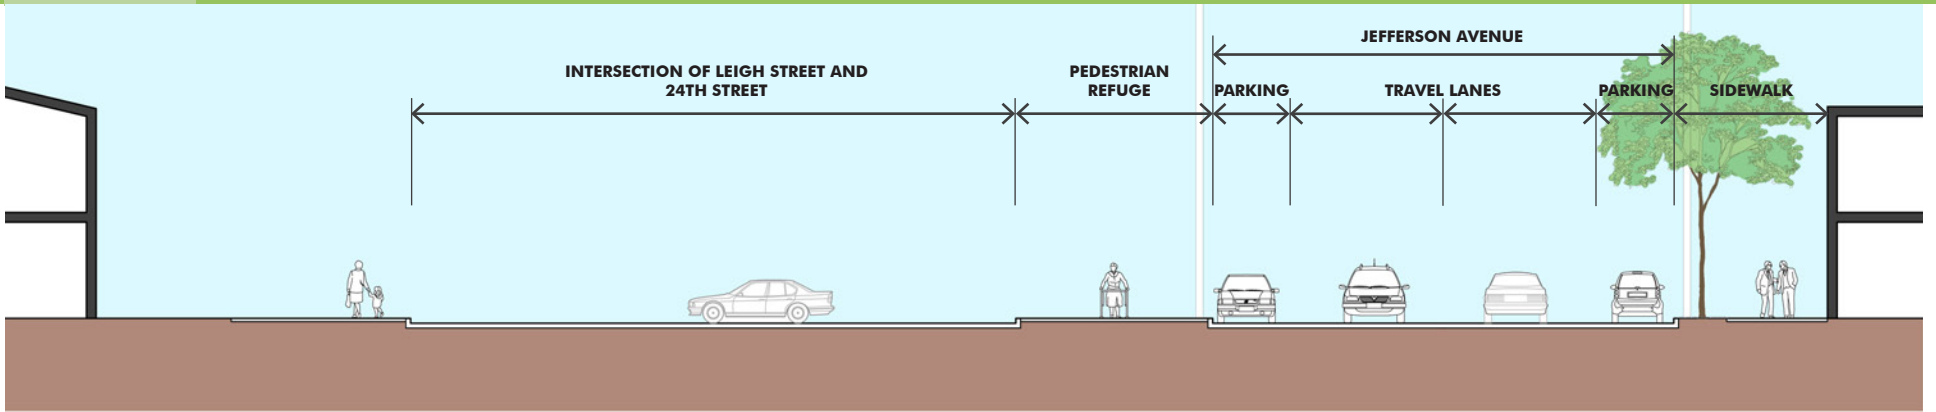 JEFFERSON AVENUE
INTERSECTION OF LEIGH STREET AND
24TH STREET
PEDESTRIAN
REFUGE
PARKING
TRAVEL LANES
PARKING
SIDEWALK